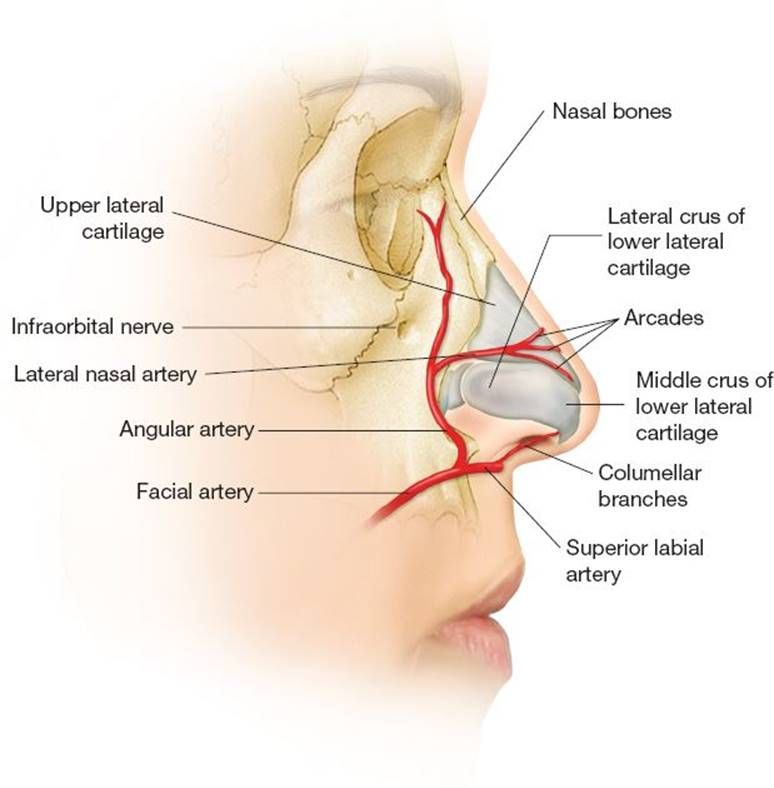 Nasal bones
Upper lateral
cartilage
Lateral crus of
lower lateral
cartilage
Infraorbital nerve
Arcades
Lateral nasal artery
Middle crus of
lower lateral
cartilage
Angular artery
Facial artery
Columellar
branches
Superior labial
artery